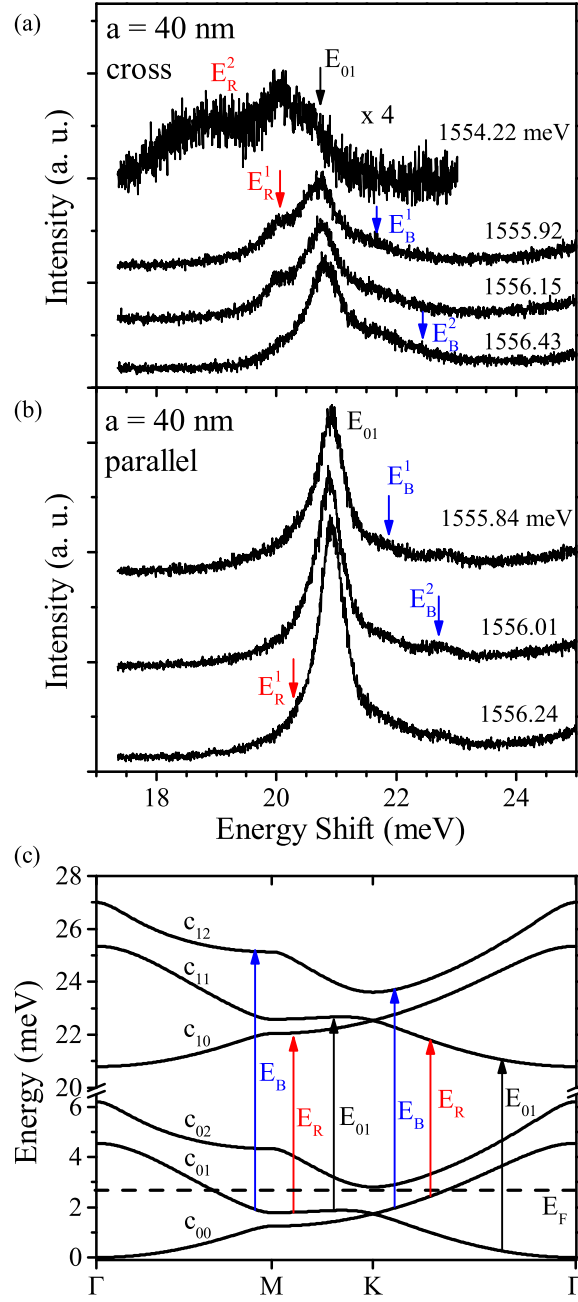 (a)
a = 40 nm
cross
E_R^2
E_01
x 4
1554.22 meV
E_R^1
E_B^1
1555.92
1556.15
E_B^2
1556.43
Intensity (a. u.)
(b)
a = 40 nm
parallel
E_01
E_B^1
1555.84 meV
E_B^2
1556.01
E_R^1
1556.24
Intensity (a. u.)
18 20 22 24
Energy Shift (meV)
(c)
28
26
24
22
20
6
4
2
0
Energy (meV)
c_12
c_11
c_10
c_02
c_01
c_00
E_B
E_R
E_01
E_B
E_R
E_01
E_F
Γ M K Γ